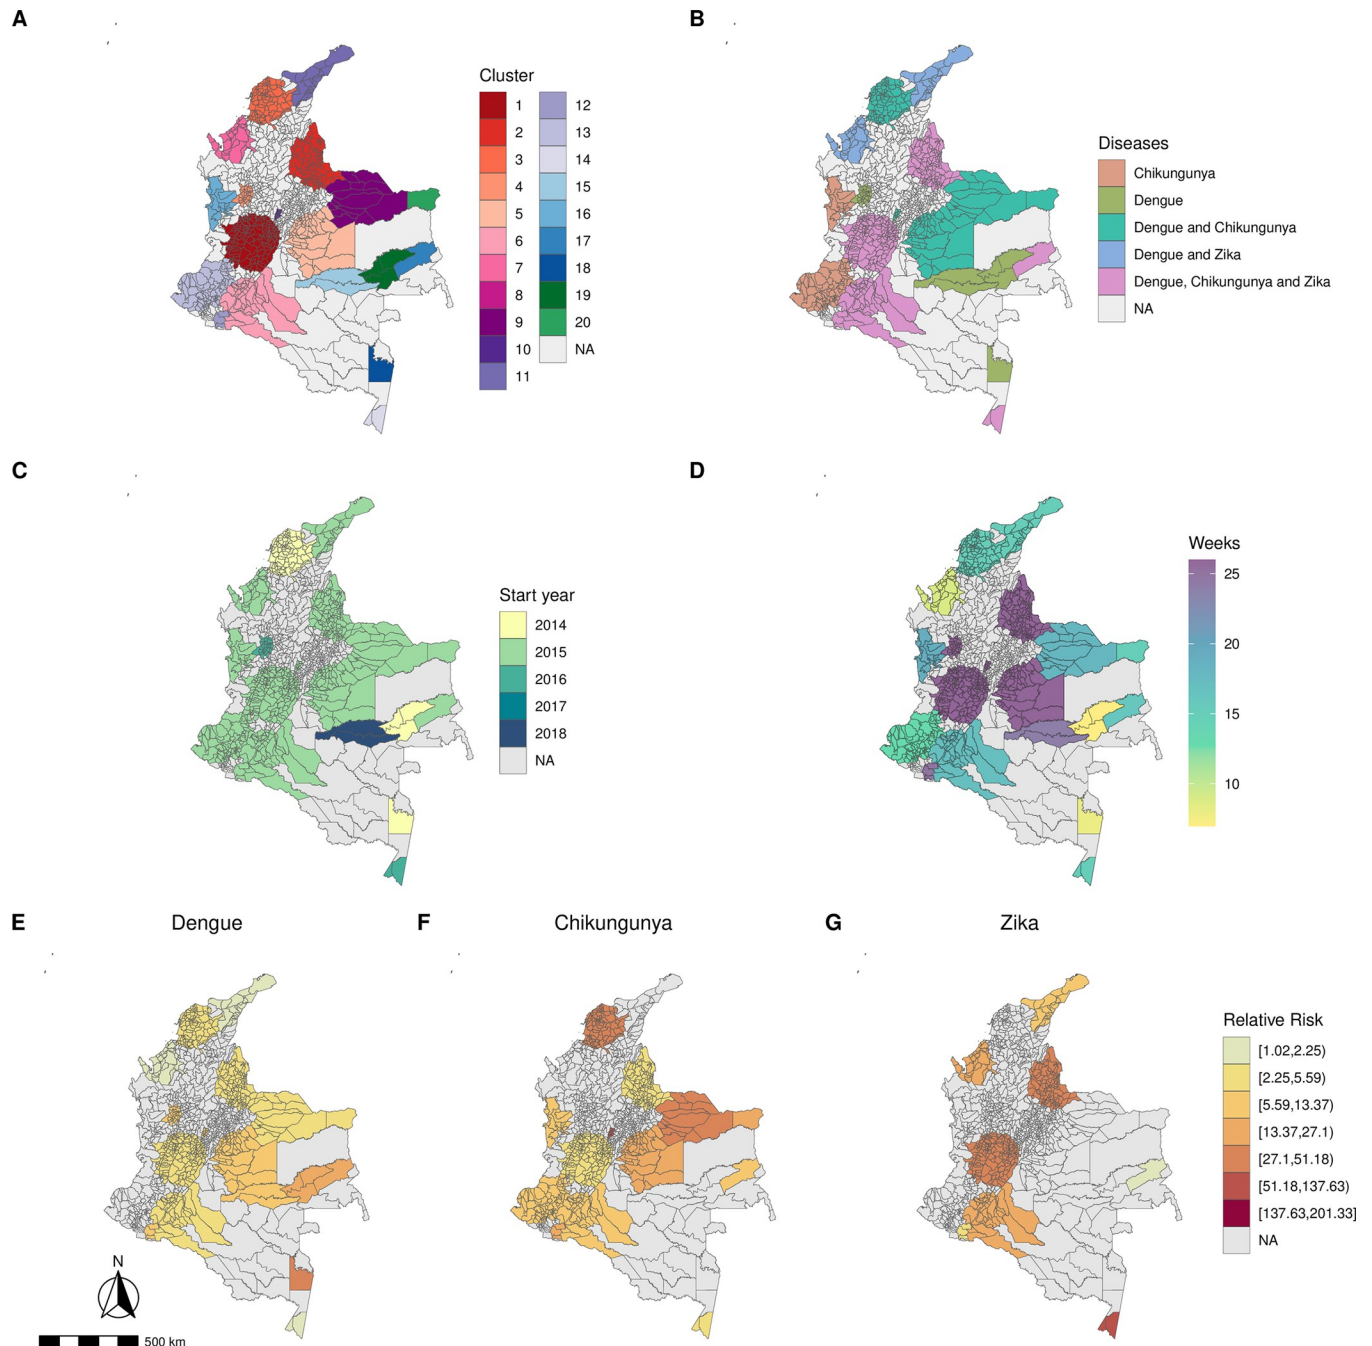 A
B
Cluster
1
2
3
4
5
6
7
8
9
10
11
12
13
14
15
16
17
18
19
20
NA
Diseases
Chikungunya
Dengue
Dengue and Chikungunya
Dengue and Zika
Dengue, Chikungunya and Zika
NA
C
D
Start year
2014
2015
2016
2017
2018
NA
Weeks
25
20
15
10
E
Dengue
F
Chikungunya
G
Zika
Relative Risk
[1.02,2.25)
[2.25,5.59)
[5.59,13.37)
[13.37,27.1)
[27.1,51.18)
[51.18,137.63)
[137.63,201.33]
NA
N
500 km